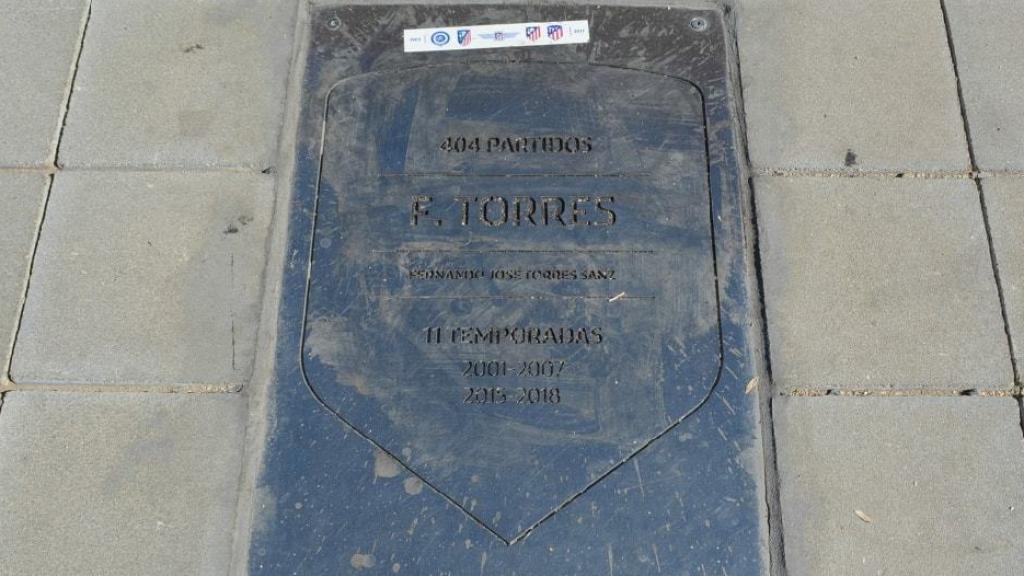 404 PARTIDOS
F. TORRES
FERNANDO JOSÉ TORRES SANZ
11 TEMPORADAS
2001-2007
2015-2018